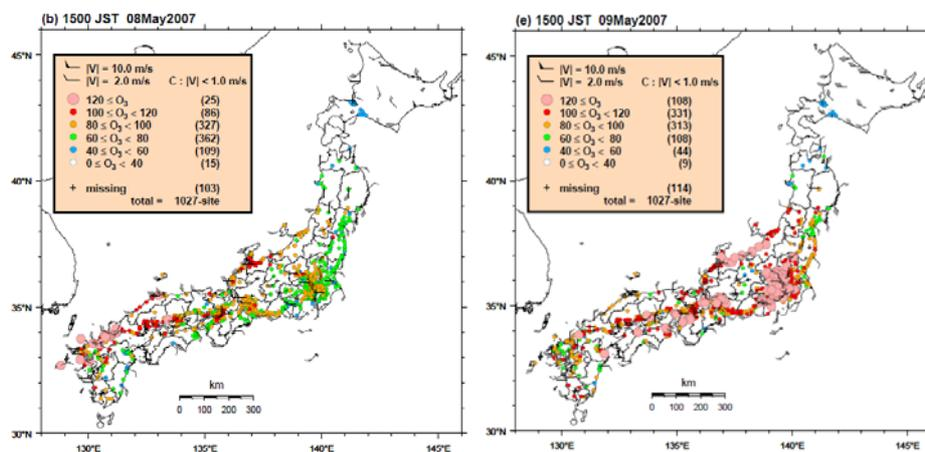 (b) 1500 JST 08May2007
45°N
40°N
35°N
30°N
|V| = 10.0 m/s
|V| = 2.0 m/s C : |V| < 1.0 m/s
120 ≤ O₃ (25)
100 ≤ O₃ < 120 (86)
80 ≤ O₃ < 100 (327)
60 ≤ O₃ < 80 (362)
40 ≤ O₃ < 60 (109)
0 ≤ O₃ < 40 (15)
+ missing (103)
total = 1027-site
km
0 100 200 300
130°E 135°E 140°E 145°E
(e) 1500 JST 09May2007
45°N
40°N
35°N
30°N
|V| = 10.0 m/s
|V| = 2.0 m/s C : |V| < 1.0 m/s
120 ≤ O₃ (108)
100 ≤ O₃ < 120 (331)
80 ≤ O₃ < 100 (313)
60 ≤ O₃ < 80 (108)
40 ≤ O₃ < 60 (44)
0 ≤ O₃ < 40 (9)
+ missing (114)
total = 1027-site
km
0 100 200 300
130°E 135°E 140°E 145°E